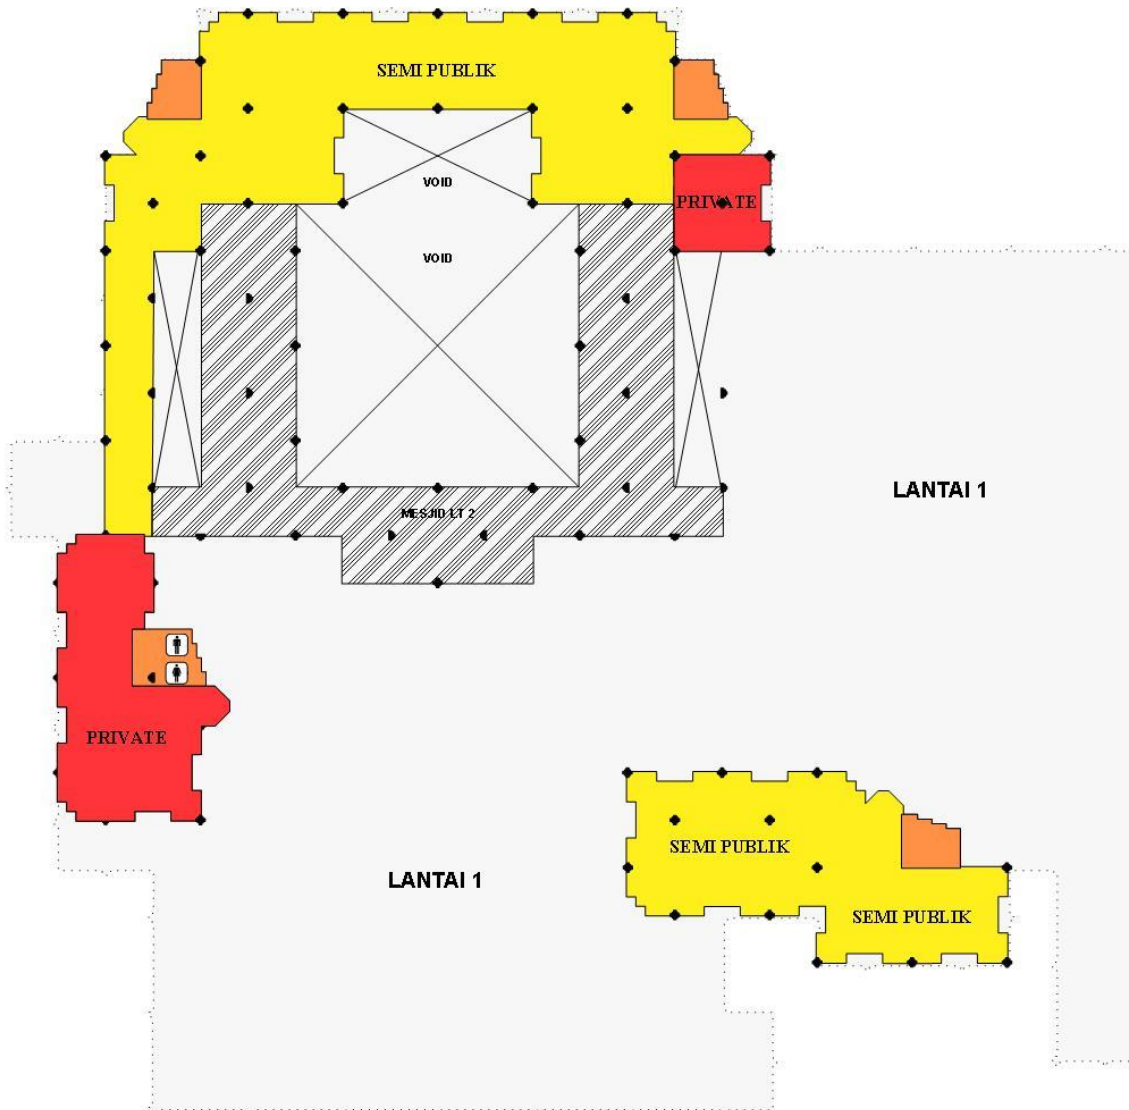 SEMI PUBLIK
VOID
PRIVATE
VOID
LANTAI 1
MESJID LT 2
PRIVATE
SEMI PUBLIK
LANTAI 1
SEMI PUBLIK